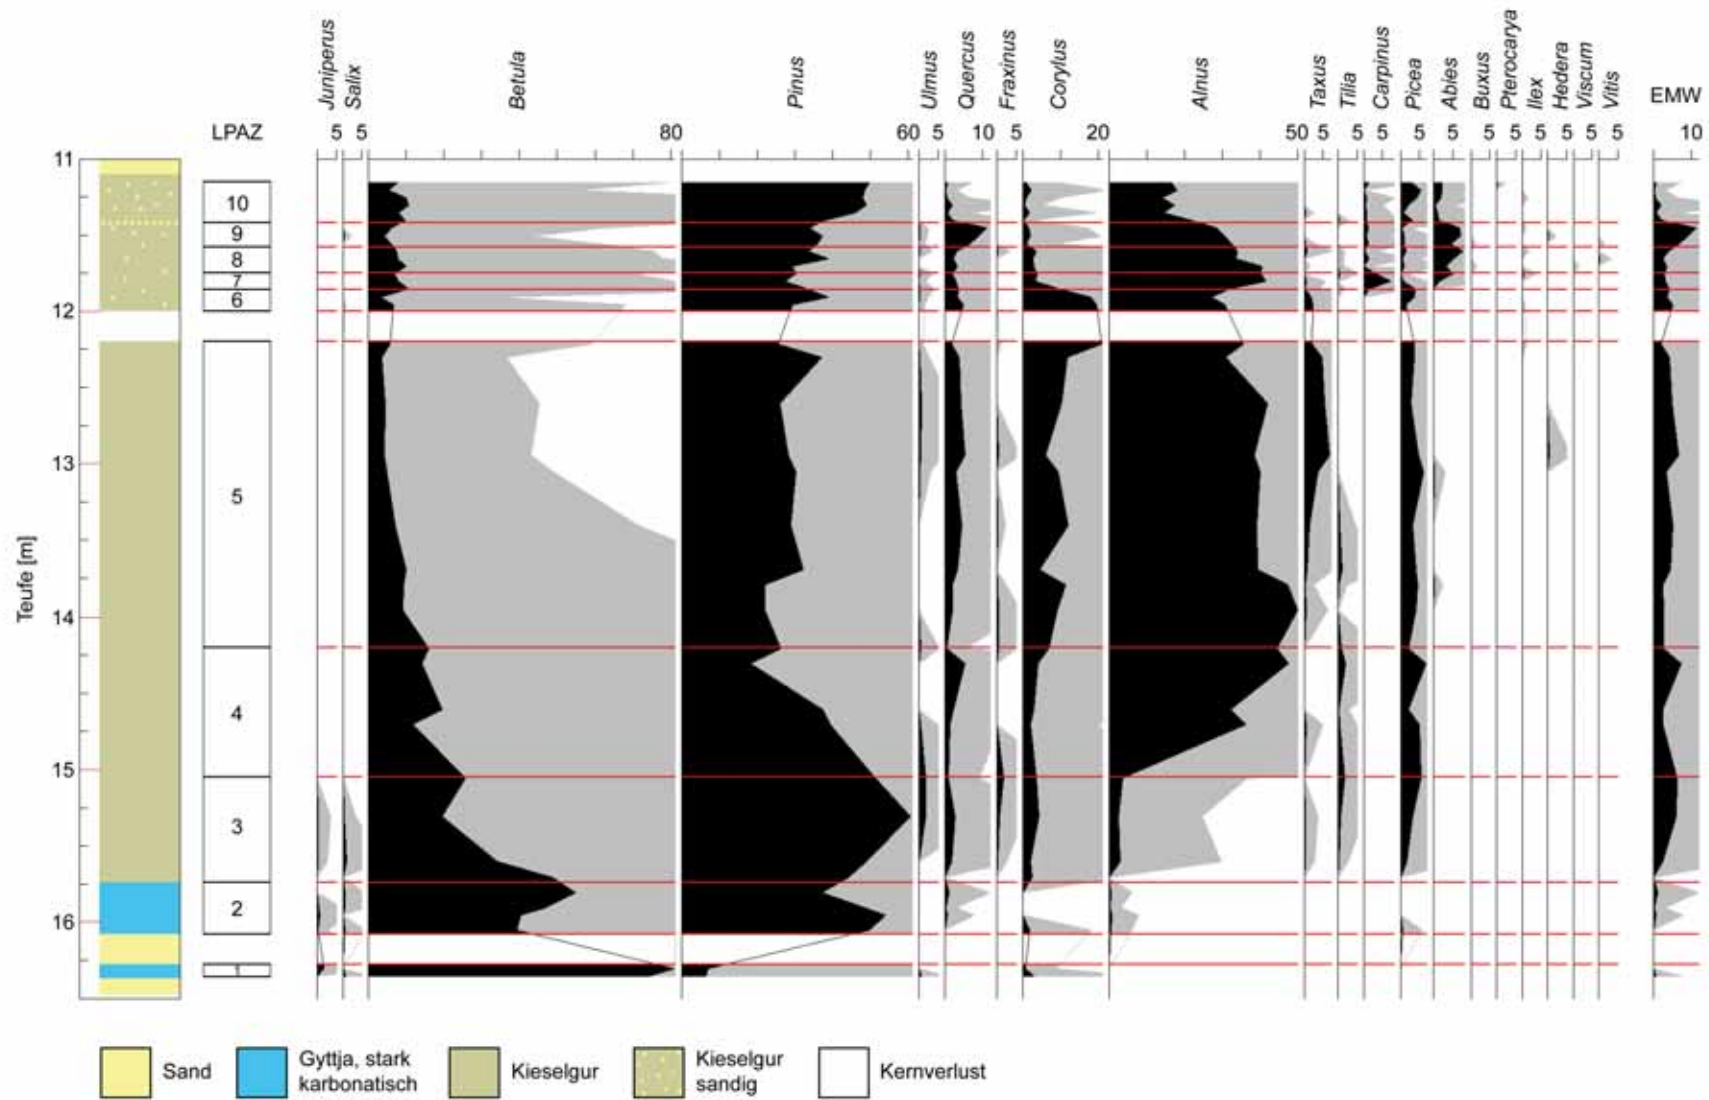 Juniperus
Salix
Betula
Pinus
Ulmus
Quercus
Fraxinus
Corylus
Alnus
Taxus
Tilia
Carpinus
Picea
Abies
Buxus
Pterocarya
Ilex
Hedera
Viscum
Vitis
EMW
LPAZ
5 5 80 60 5 10 5 20 50 5 5 5 5 5 5 5 5 5 5 5 10
11
10
9
8
7
6
12
13
5
Teufe [m]
14
4
15
3
2
16
1
Sand
Gyttja, stark
karbonatisch
Kieselgur
Kieselgur
sandig
Kernverlust